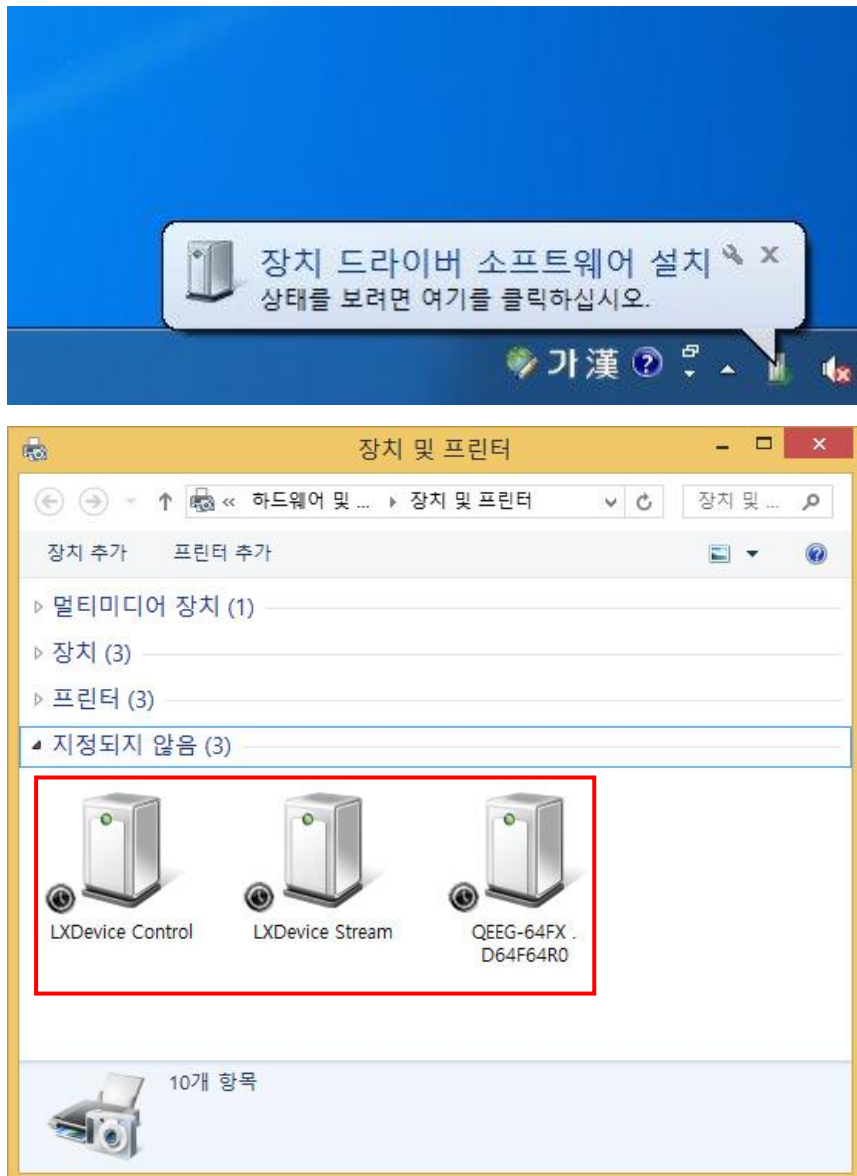 장치 드라이버 소프트웨어 설치
상태를 보려면 여기를 클릭하십시오.
가漢
장치 및 프린터
« 하드웨어 및 ... ▸ 장치 및 프린터
장치 및 ...
장치 추가 프린터 추가
멀티미디어 장치 (1)
장치 (3)
프린터 (3)
지정되지 않음 (3)
LXDevice Control
LXDevice Stream
QEEG-64FX .
D64F64R0
10개 항목